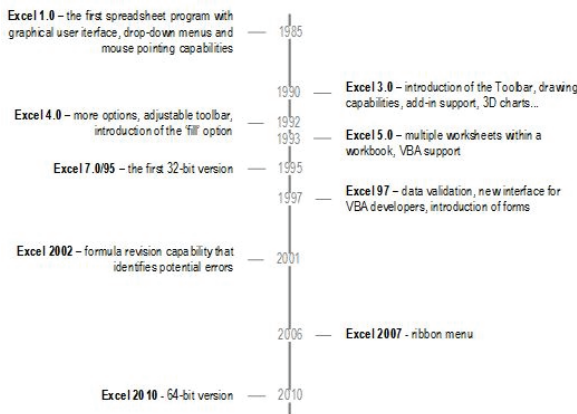 Excel 1.0 – the first spreadsheet program with
graphical user iterface, drop-down menus and
mouse pointing capabilities
1985
1990
Excel 3.0 – introduction of the Toolbar, drawing
capabilities, add-in support, 3D charts...
Excel 4.0 – more options, adjustable toolbar,
introduction of the 'fill' option
1992
1993
Excel 5.0 – multiple worksheets within a
workbook, VBA support
Excel 7.0/95 – the first 32-bit version
1995
1997
Excel 97 – data validation, new interface for
VBA developers, introduction of forms
Excel 2002 – formula revision capability that
identifies potential errors
2001
2006
Excel 2007 - ribbon menu
Excel 2010 - 64-bit version
2010